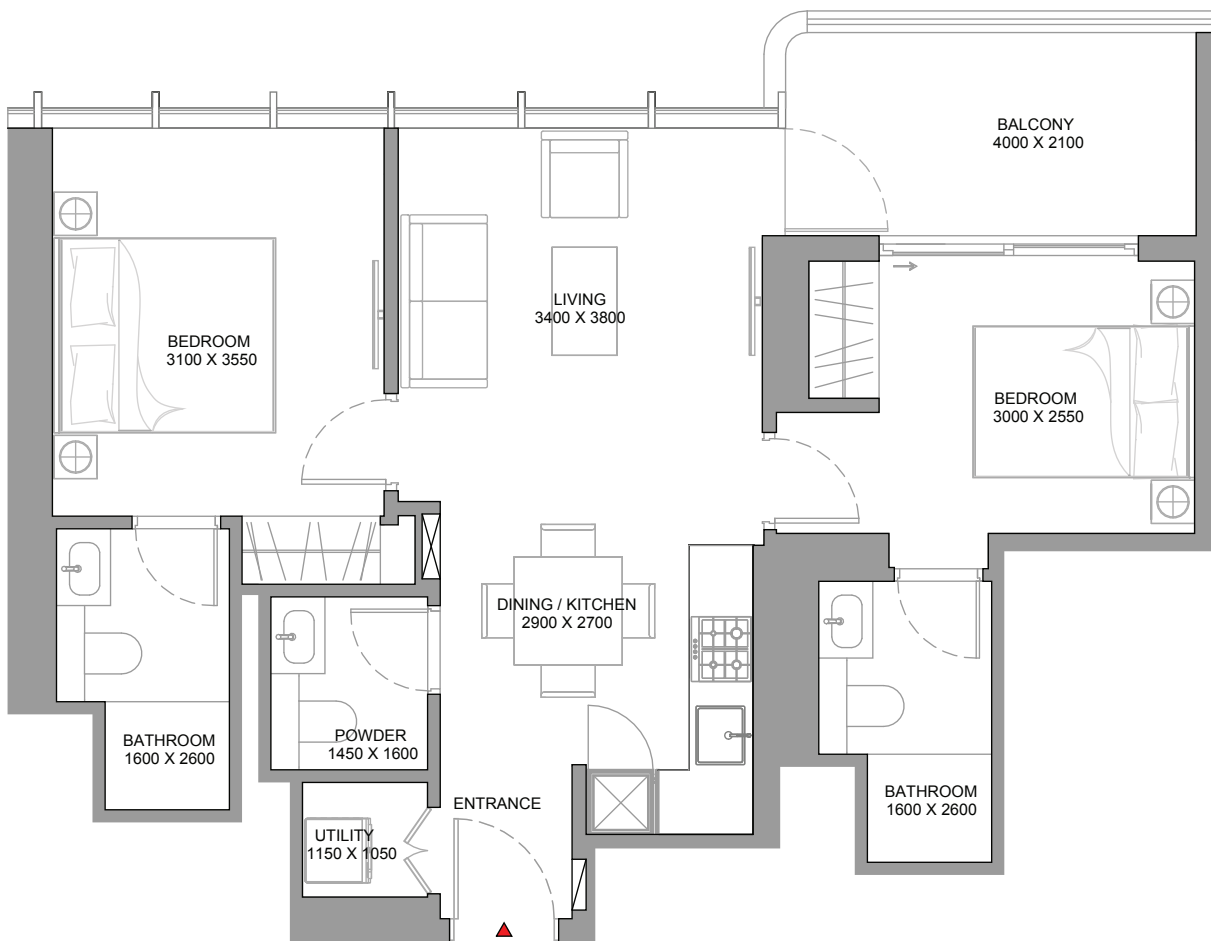 BALCONY
4000 X 2100
LIVING
3400 X 3800
BEDROOM
3100 X 3550
BEDROOM
3000 X 2550
DINING / KITCHEN
2900 X 2700
POWDER
1450 X 1600
BATHROOM
1600 X 2600
ENTRANCE
BATHROOM
1600 X 2600
UTILITY
1150 X 1050